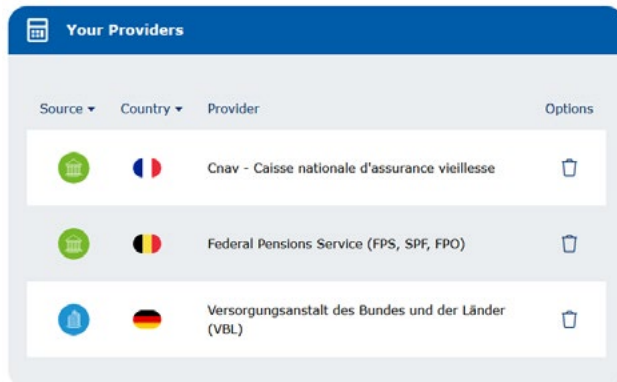 Your Providers
Source Country Provider Options
Cnav - Caisse nationale d'assurance vieillesse
Federal Pensions Service (FPS, SPF, FPO)
Versorgungsanstalt des Bundes und der Länder
(VBL)